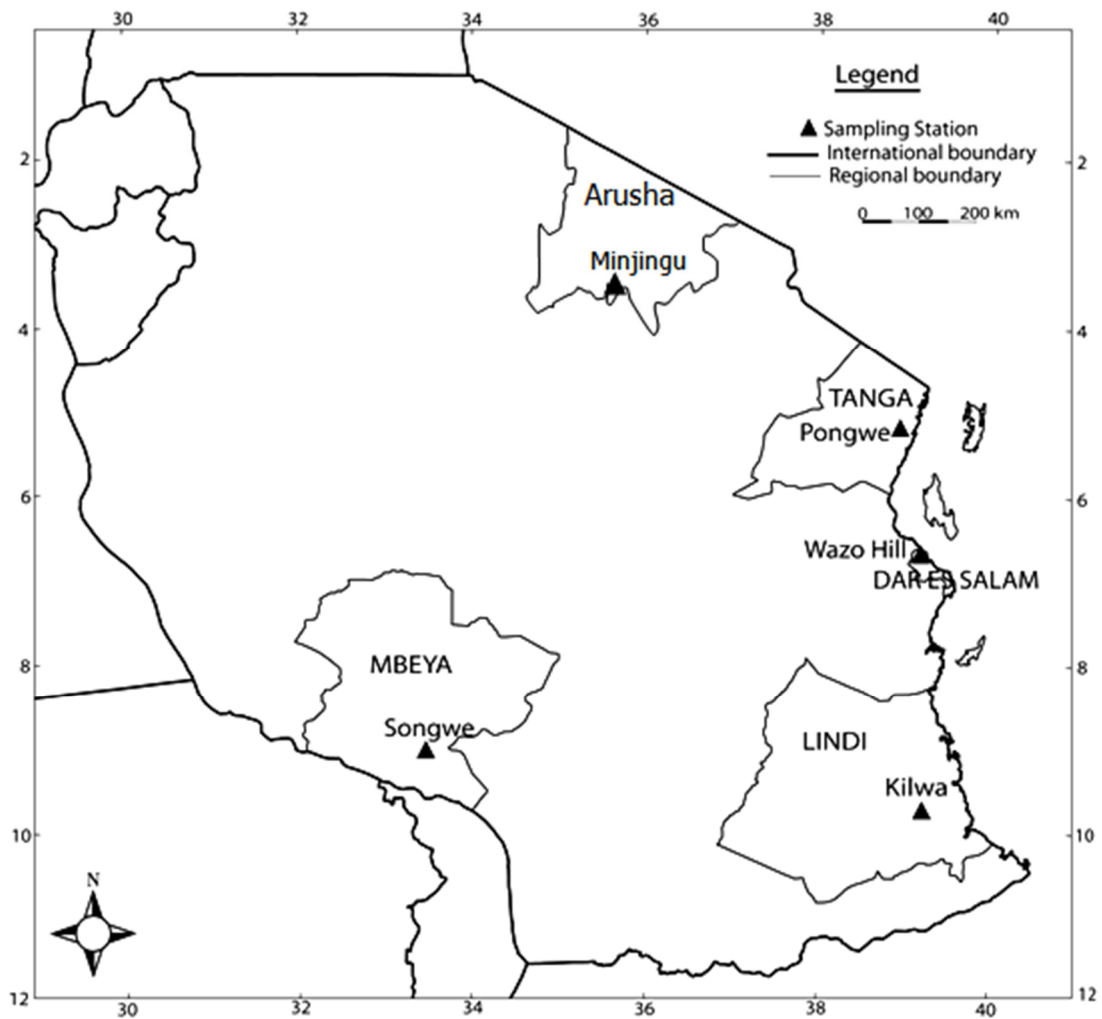 30 32 34 36 38 40
Legend
Sampling Station
International boundary
Regional boundary
0 100 200 km
2 2
Arusha
Minjingu
4 4
TANGA
Pongwe
6 6
Wazo Hill
DAR ES SALAM
8 8
MBEYA
Songwe
LINDI
Kilwa
10 10
N
12 12
30 32 34 36 38 40